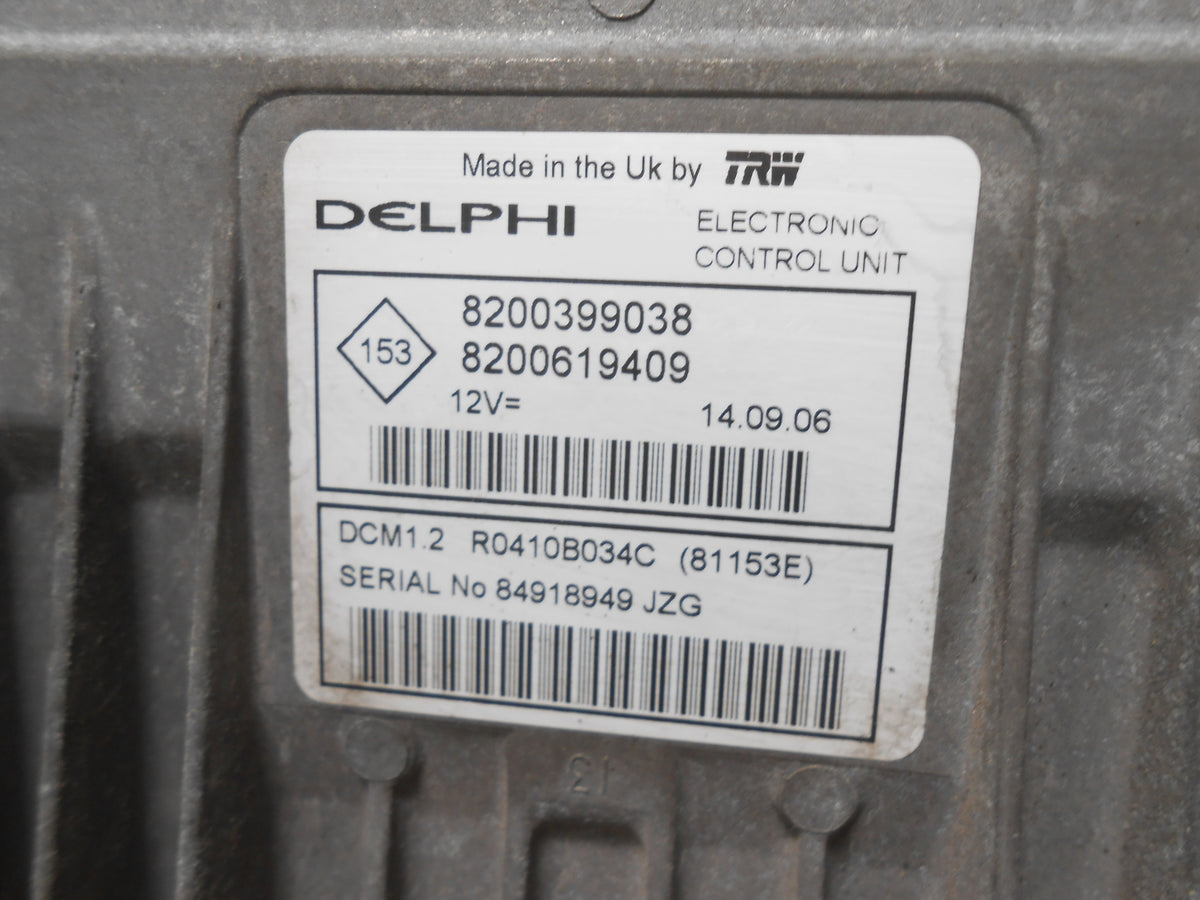 Made in the Uk by TRW
DELPHI
ELECTRONIC
CONTROL UNIT
153
8200399038
8200619409
12V=
14.09.06
DCM1.2 R0410B034C (81153E)
SERIAL No 84918949 JZG
13